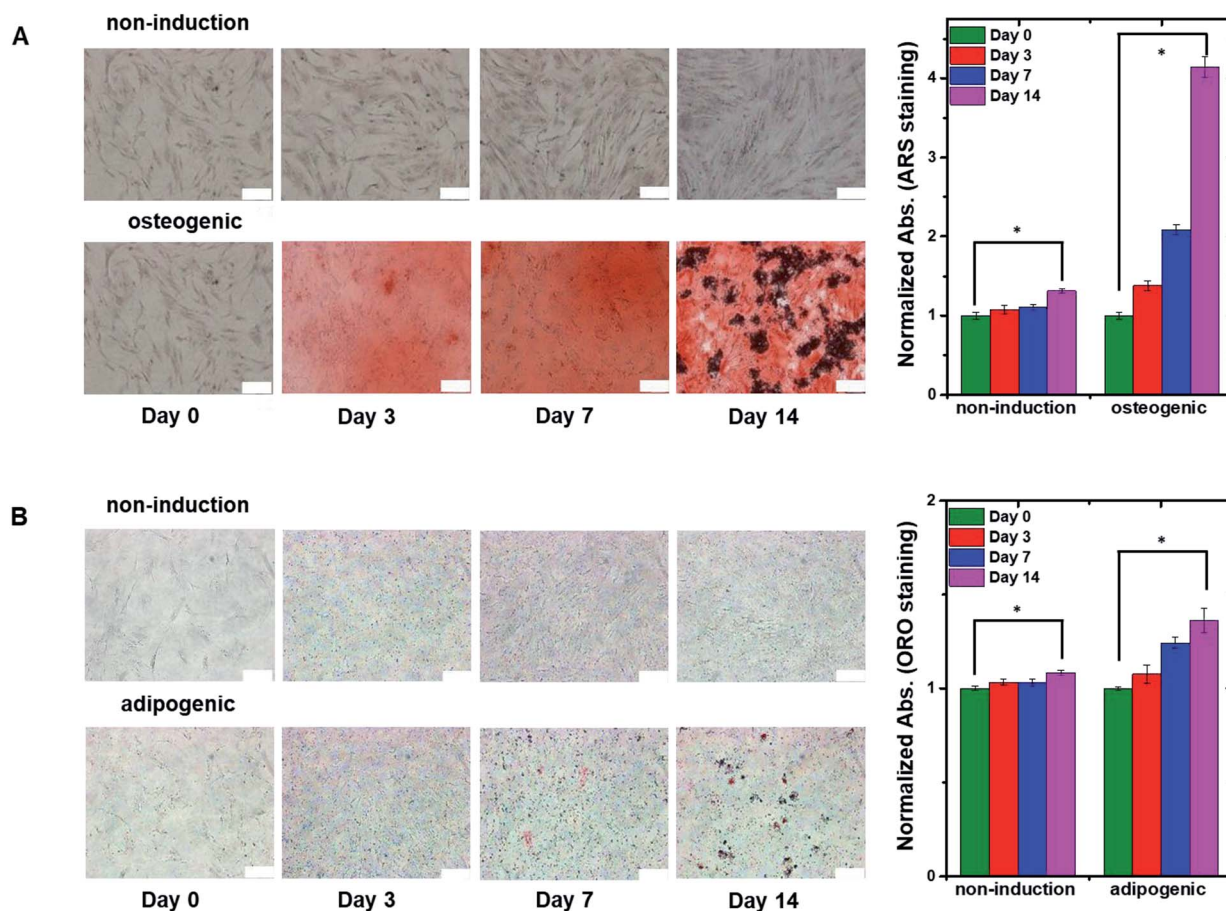 A
non-induction
osteogenic
Day 0 Day 3 Day 7 Day 14
Normalized Abs. (ARS staining)
4
2
1
0
Day 0
Day 3
Day 7
Day 14
*
*
non-induction osteogenic
B
non-induction
adipogenic
Day 0 Day 3 Day 7 Day 14
Normalized Abs. (ORO staining)
2
1
0
Day 0
Day 3
Day 7
Day 14
*
*
non-induction adipogenic